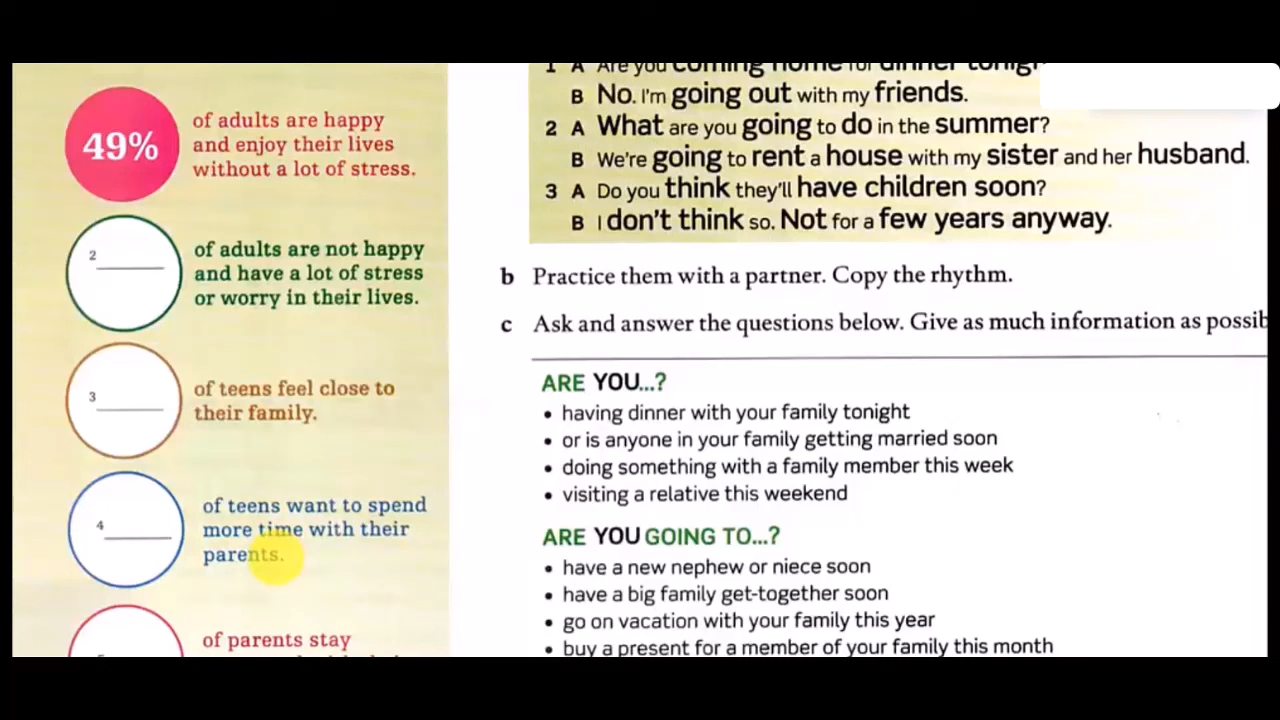 49%
of adults are happy
and enjoy their lives
without a lot of stress.
2
of adults are not happy
and have a lot of stress
or worry in their lives.
3
of teens feel close to
their family.
4
of teens want to spend
more time with their
parents.
of parents stay
1 A Are you coming home for dinner
B No. I'm going out with my friends.
2 A What are you going to do in the summer?
B We're going to rent a house with my sister and her husband.
3 A Do you think they'll have children soon?
B I don't think so. Not for a few years anyway.
b Practice them with a partner. Copy the rhythm.
c Ask and answer the questions below. Give as much information as
ARE YOU...?
• having dinner with your family tonight
• or is anyone in your family getting married soon
• doing something with a family member this week
• visiting a relative this weekend
ARE YOU GOING TO...?
• have a new nephew or niece soon
• have a big family get-together soon
• go on vacation with your family this year
• buy a present for a member of your family this month